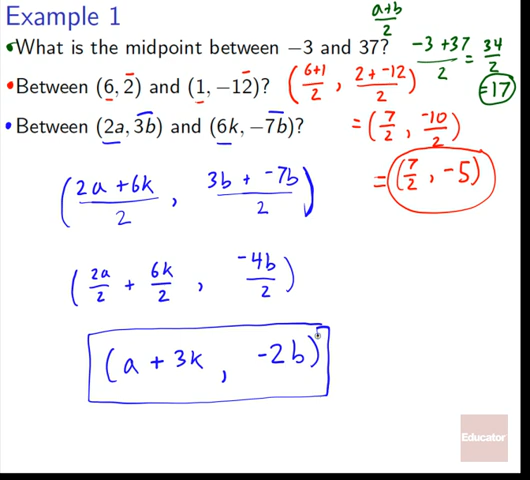 Example 1
a+b/2
What is the midpoint between −3 and 37?
-3+37/2 = 34/2
=17
Between (6, 2) and (1, −12)?
(6+1/2, 2+-12/2)
= (7/2, -10/2)
= (7/2, -5)
Between (2a, 3b) and (6k, −7b)?
(2a+6k/2, 3b+-7b/2)
(2a/2 + 6k/2, -4b/2)
(a+3k, -2b)
Educator